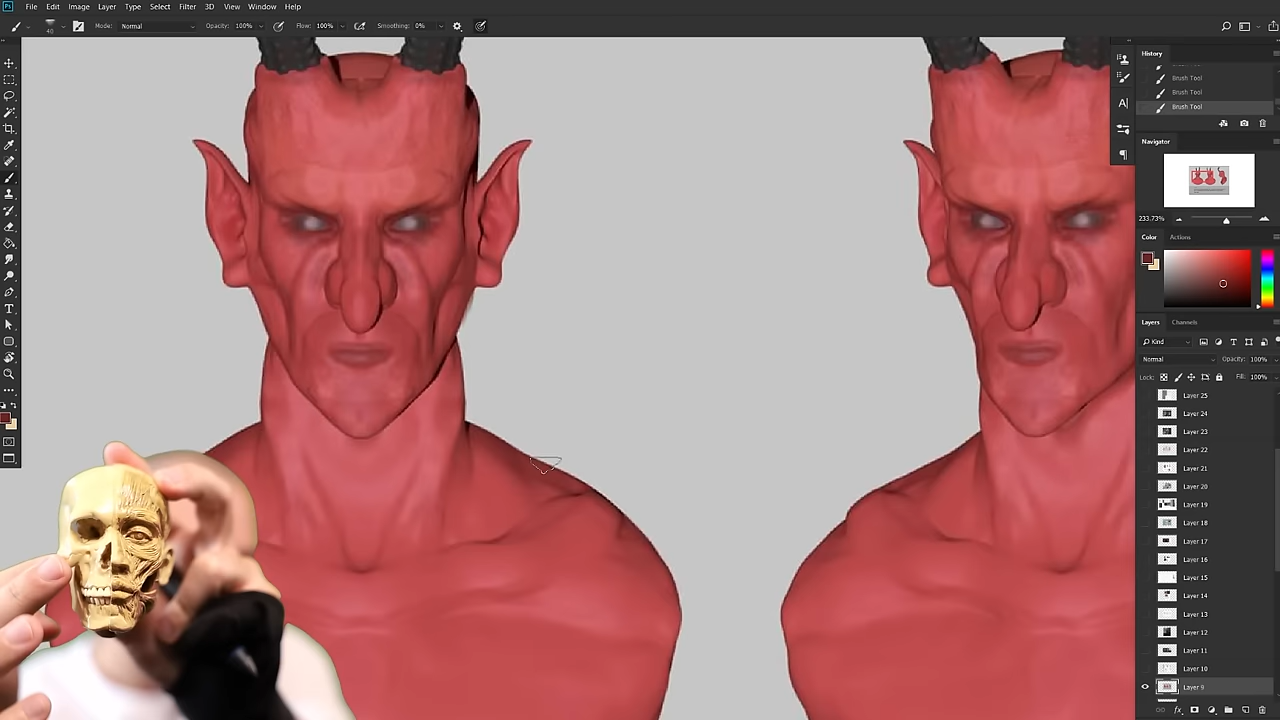 Ps File Edit Image Layer Type Select Filter 3D View Window Help
40 Mode: Normal Opacity: 100% Flow: 100% Smoothing: 0%
History
Brush Tool
Brush Tool
Brush Tool
A|
Navigator
233.73%
Color Actions
Layers Channels
Kind
Normal Opacity: 100%
Lock: Fill: 100%
Layer 25
Layer 24
Layer 23
Layer 22
Layer 21
Layer 20
Layer 19
Layer 18
Layer 17
Layer 16
Layer 15
Layer 14
Layer 13
Layer 12
Layer 11
Layer 10
Layer 9
fx